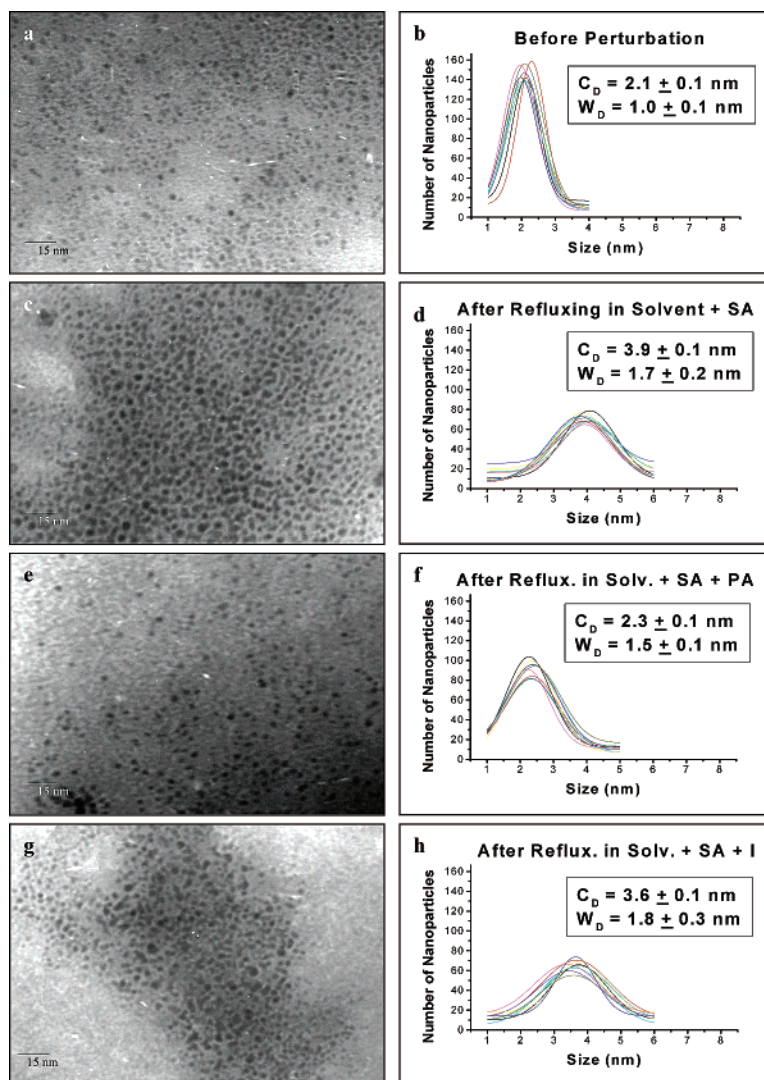 a
15 nm
b
Before Perturbation
C_D = 2.1 ± 0.1 nm
W_D = 1.0 ± 0.1 nm
Number of Nanoparticles
160
140
120
100
80
60
40
20
0
1 2 3 4 5 6 7 8
Size (nm)
c
15 nm
d
After Refluxing in Solvent + SA
C_D = 3.9 ± 0.1 nm
W_D = 1.7 ± 0.2 nm
Number of Nanoparticles
160
140
120
100
80
60
40
20
0
1 2 3 4 5 6 7 8
Size (nm)
e
15 nm
f
After Reflux. in Solv. + SA + PA
C_D = 2.3 ± 0.1 nm
W_D = 1.5 ± 0.1 nm
Number of Nanoparticles
160
140
120
100
80
60
40
20
0
1 2 3 4 5 6 7 8
Size (nm)
g
15 nm
h
After Reflux. in Solv. + SA + I
C_D = 3.6 ± 0.1 nm
W_D = 1.8 ± 0.3 nm
Number of Nanoparticles
160
140
120
100
80
60
40
20
0
1 2 3 4 5 6 7 8
Size (nm)